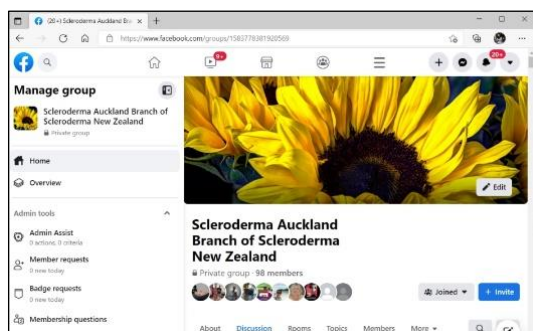 (20+) Scleroderma Auckland Bra
https://www.facebook.com/groups/1585778381920569
9+
20+
Manage group
Scleroderma Auckland Branch of
Scleroderma New Zealand
Private group
Home
Overview
Admin tools
Admin Assist
0 actions, 0 criteria
Member requests
0 new today
Badge requests
0 new today
Membership questions
Edit
Scleroderma Auckland
Branch of Scleroderma
New Zealand
Private group · 98 members
Joined
+ Invite
About Discussion Rooms Topics Members More